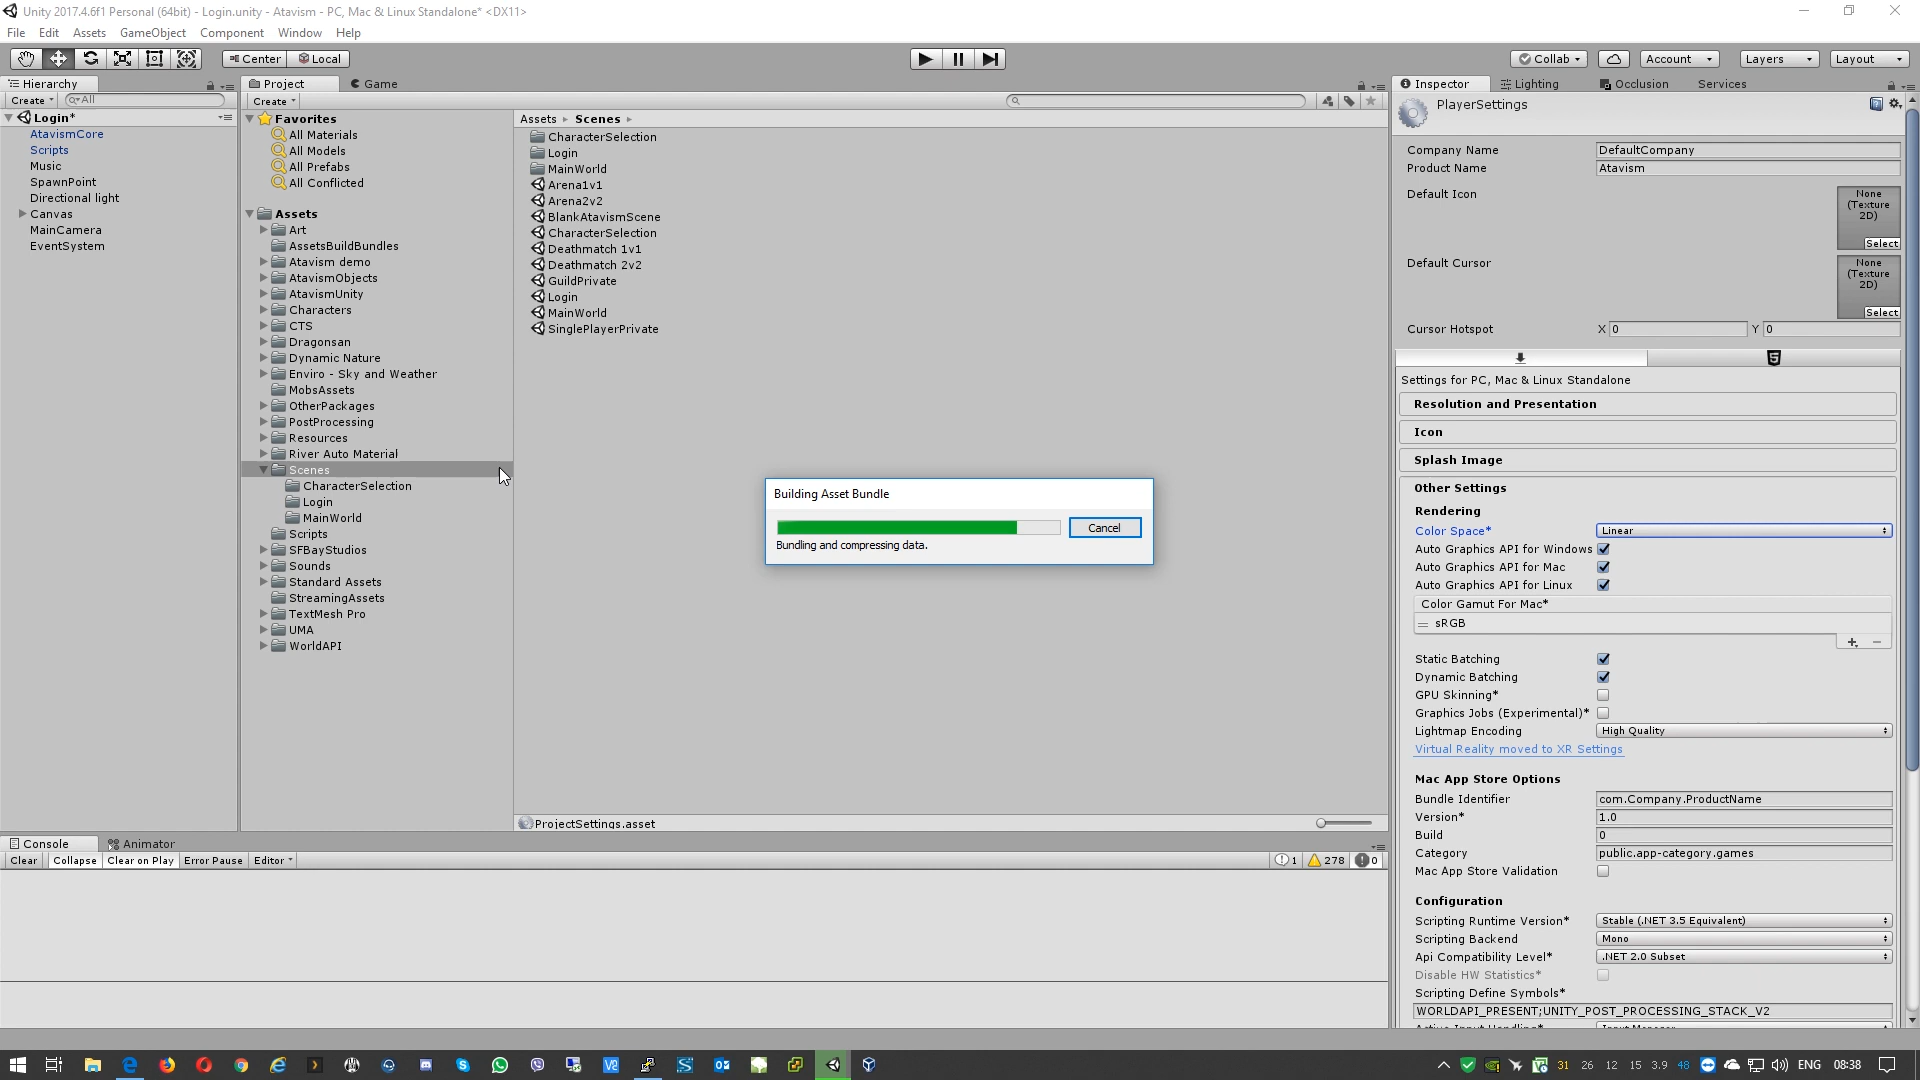 Unity 2017.4.6f1 Personal (64bit) - Login.unity - Atavism - PC, Mac & Linux Standalone* <DX11>
File Edit Assets GameObject Component Window Help
Center Local Collab Account Layers Layout
Hierarchy
Create All
Login*
AtavismCore
Scripts
Music
SpawnPoint
Directional light
Canvas
MainCamera
EventSystem
Project Game
Create
Favorites
All Materials
All Models
All Prefabs
All Conflicted
Assets
Art
AssetsBuildBundles
Atavism demo
AtavismObjects
AtavismUnity
Characters
CTS
Dragonsan
Dynamic Nature
Enviro - Sky and Weather
MobsAssets
OtherPackages
PostProcessing
Resources
River Auto Material
Scenes
CharacterSelection
Login
MainWorld
Scripts
SFBayStudios
Sounds
Standard Assets
StreamingAssets
TextMesh Pro
UMA
WorldAPI
Assets Scenes
CharacterSelection
Login
MainWorld
Arena1v1
Arena2v2
BlankAtavismScene
CharacterSelection
Deathmatch 1v1
Deathmatch 2v2
GuildPrivate
Login
MainWorld
SinglePlayerPrivate
ProjectSettings.asset
Building Asset Bundle
Cancel
Bundling and compressing data.
Inspector Lighting Occlusion Services
PlayerSettings
Company Name DefaultCompany
Product Name Atavism
Default Icon
None
(Texture
2D)
Select
Default Cursor
None
(Texture
2D)
Select
Cursor Hotspot X 0 Y 0
Settings for PC, Mac & Linux Standalone
Resolution and Presentation
Icon
Splash Image
Other Settings
Rendering
Color Space* Linear
Auto Graphics API for Windows
Auto Graphics API for Mac
Auto Graphics API for Linux
Color Gamut For Mac*
sRGB
Static Batching
Dynamic Batching
GPU Skinning*
Graphics Jobs (Experimental)*
Lightmap Encoding High Quality
Virtual Reality moved to XR Settings
Mac App Store Options
Bundle Identifier com.Company.ProductName
Version* 1.0
Build 0
Category public.app-category.games
Mac App Store Validation
Configuration
Scripting Runtime Version* Stable (.NET 3.5 Equivalent)
Scripting Backend Mono
Api Compatibility Level* .NET 2.0 Subset
Disable HW Statistics*
Scripting Define Symbols*
WORLDAPI_PRESENT;UNITY_POST_PROCESSING_STACK_V2
Active Input Handling* Input Manager
Console Animator
Clear Collapse Clear on Play Error Pause Editor 1 278 0
31 26 12 15 3.9 48 ENG 08:38